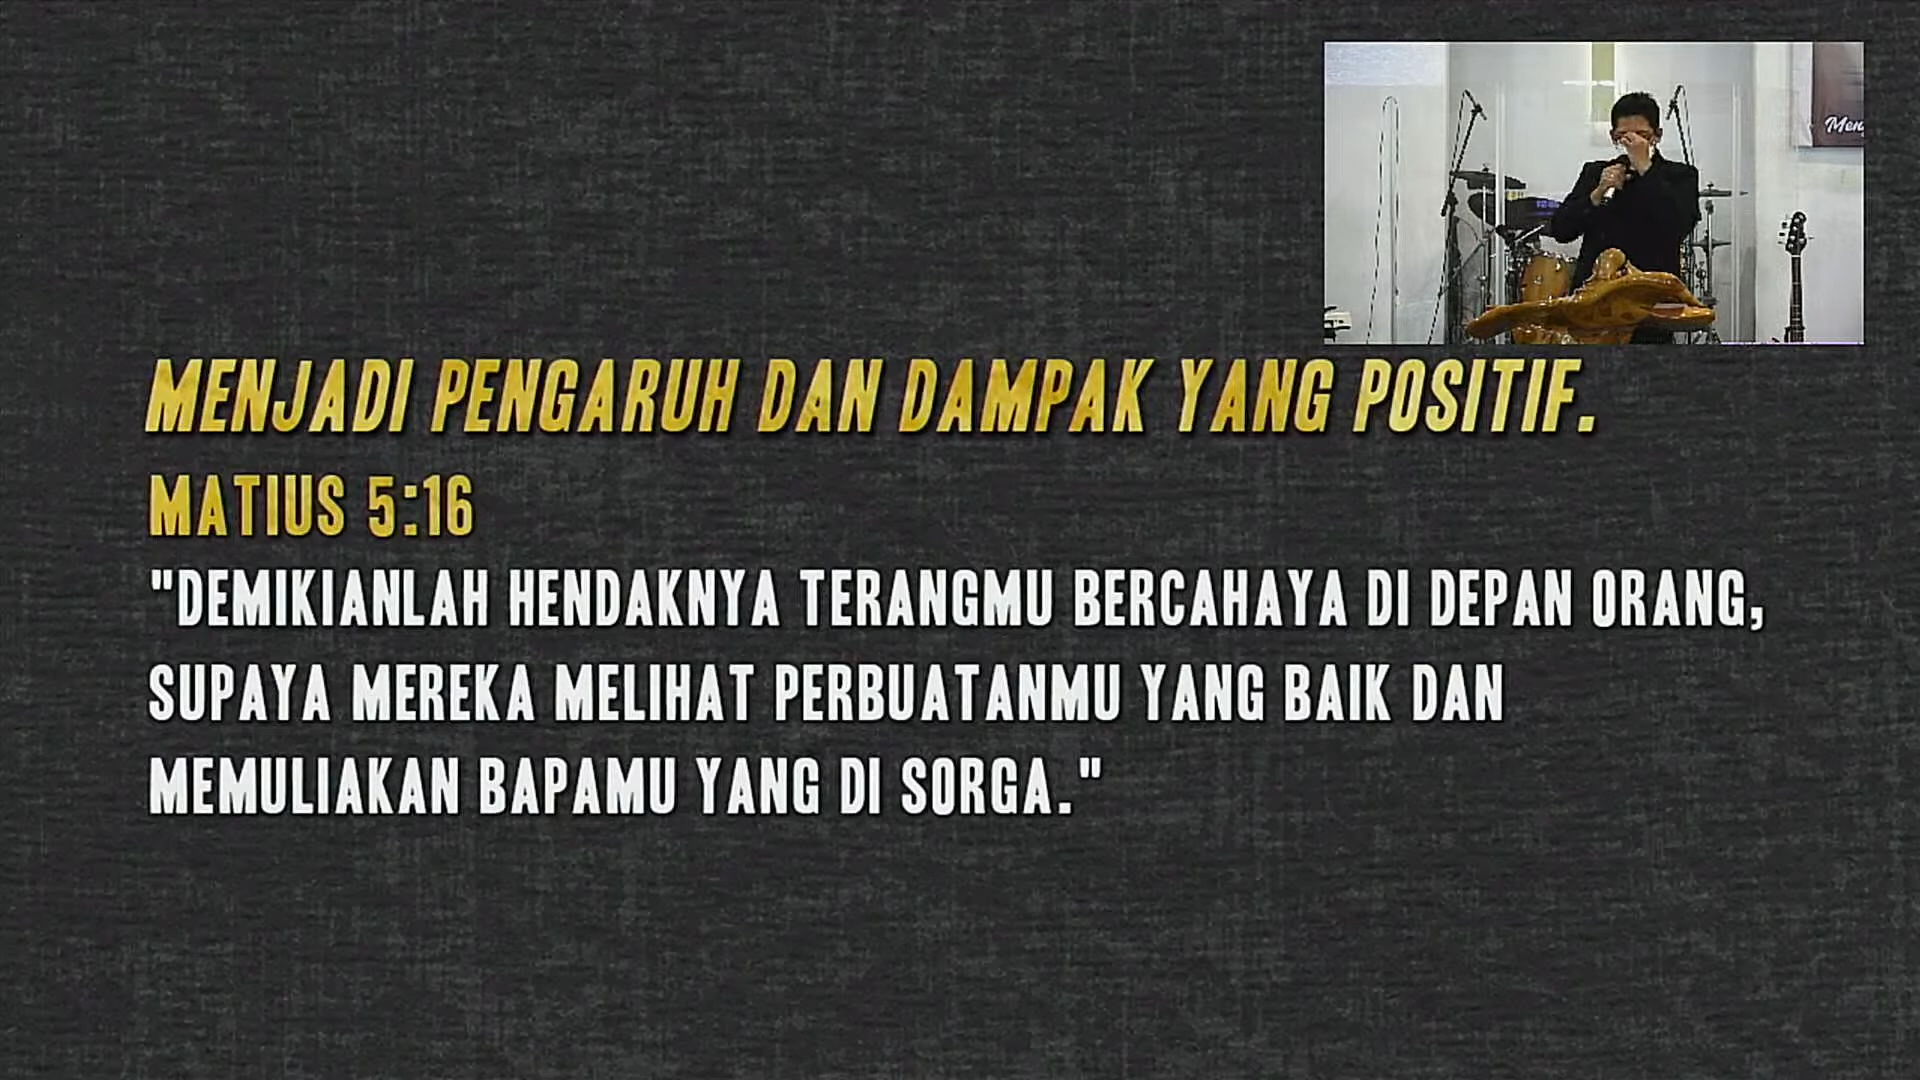 Men
MENJADI PENGARUH DAN DAMPAK YANG POSITIF.
MATIUS 5:16
"DEMIKIANLAH HENDAKNYA TERANGMU BERCAHAYA DI DEPAN ORANG,
SUPAYA MEREKA MELIHAT PERBUATANMU YANG BAIK DAN
MEMULIAKAN BAPAMU YANG DI SORGA."